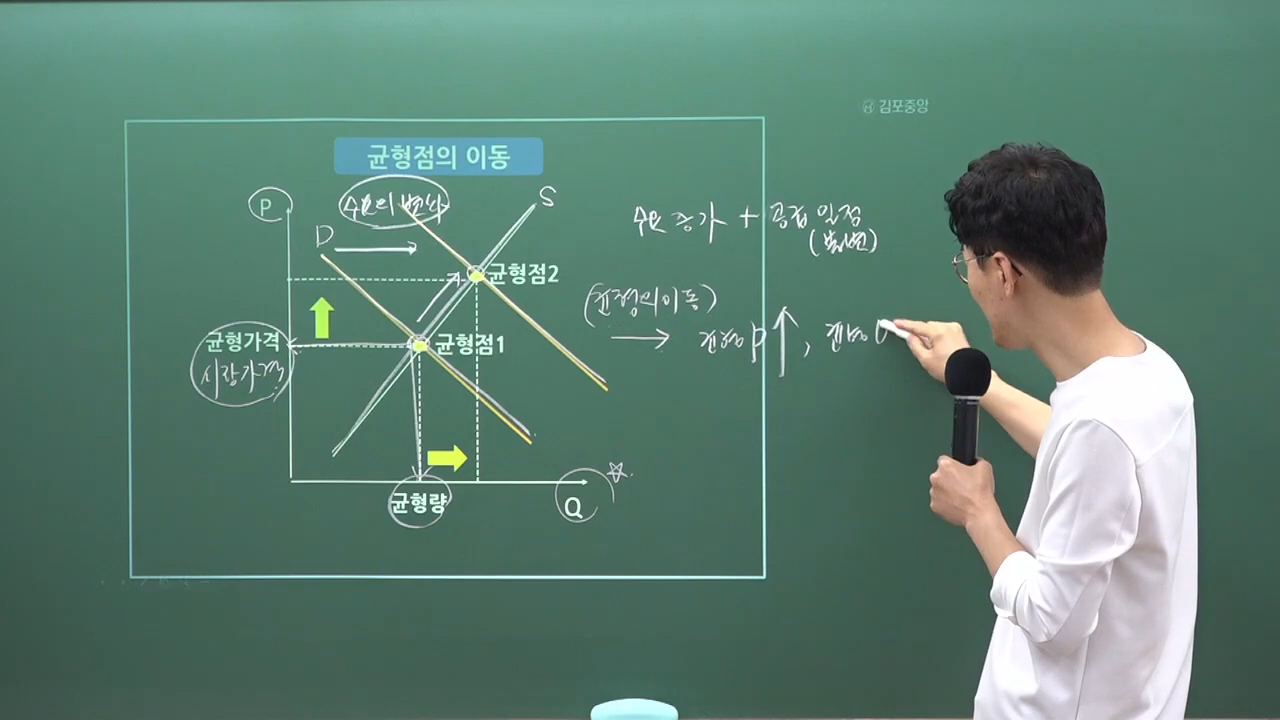 김포중앙
균형점의 이동
P
수요의 변화
S
D
수요 증가 + 공급 일정
(불변)
균형점2
(균형점의 이동)
균형가격
시장가격
균형점1
→ 균형 P↑, 균형
균형량
Q